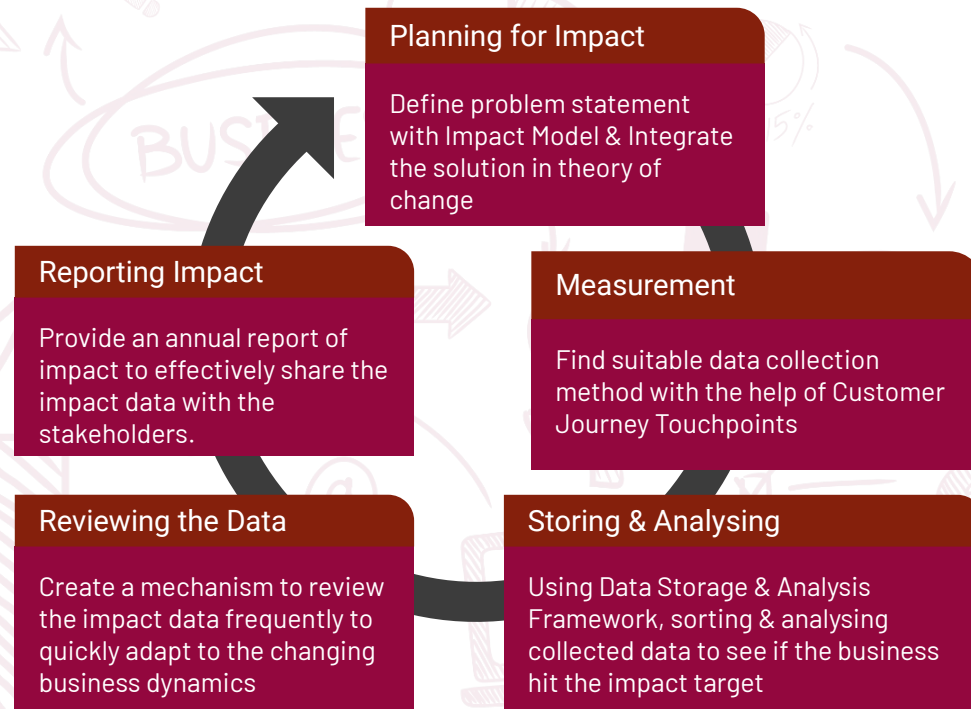 Planning for Impact
Define problem statement
with Impact Model & Integrate
the solution in theory of
change
Measurement
Find suitable data collection
method with the help of Customer
Journey Touchpoints
Storing & Analysing
Using Data Storage & Analysis
Framework, sorting & analysing
collected data to see if the business
hit the impact target
Reviewing the Data
Create a mechanism to review
the impact data frequently to
quickly adapt to the changing
business dynamics
Reporting Impact
Provide an annual report of
impact to effectively share the
impact data with the
stakeholders.